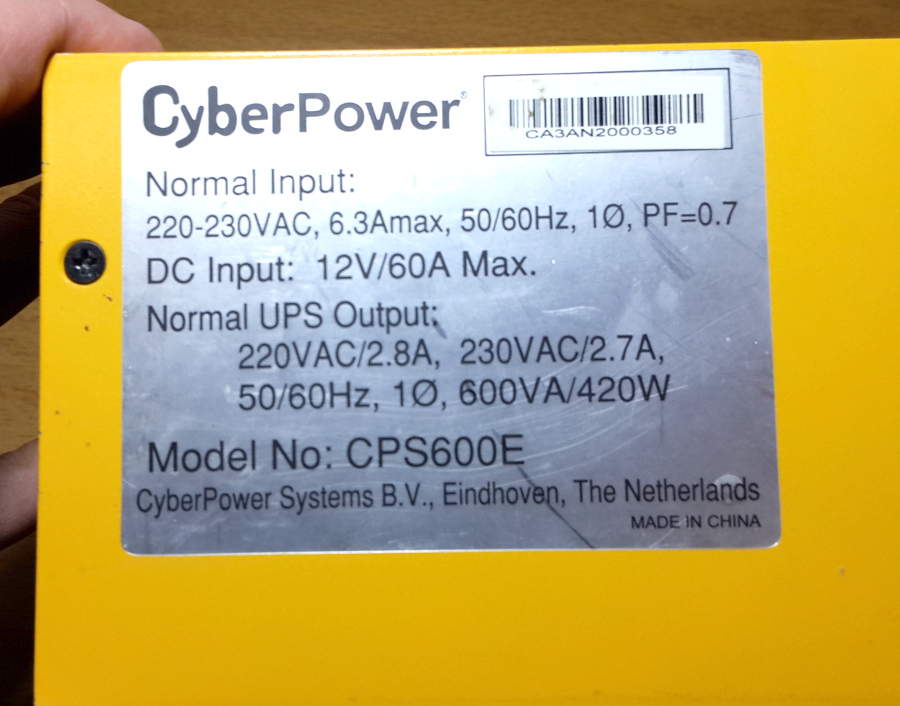 CyberPower®
CA3AN2000358
Normal Input:
220-230VAC, 6.3Amax, 50/60Hz, 1Ø, PF=0.7
DC Input: 12V/60A Max.
Normal UPS Output:
220VAC/2.8A, 230VAC/2.7A,
50/60Hz, 1Ø, 600VA/420W
Model No: CPS600E
CyberPower Systems B.V., Eindhoven, The Netherlands
MADE IN CHINA